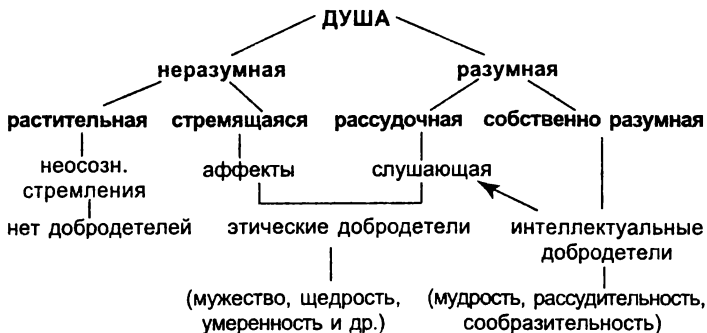 ДУША
неразумная разумная
растительная стремящаяся рассудочная собственно разумная
неосозн. стремления
аффекты слушающая
нет добродетелей этические добродетели интеллектуальные добродетели
(мужество, щедрость,
умеренность и др.)
(мудрость, рассудительность,
сообразительность)